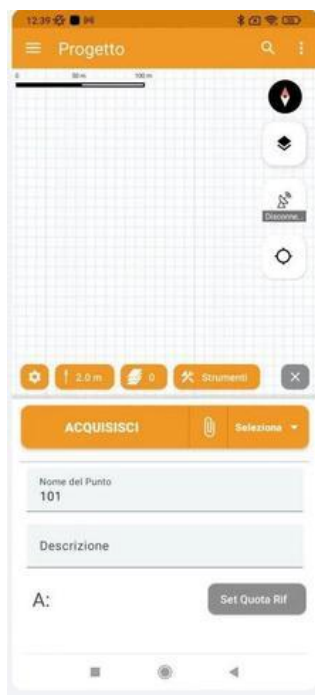 12:39
Progetto
0 50 m 100 m
Disconne...
2.0 m 0 Strumenti
ACQUISISCI Seleziona
Nome del Punto
101
Descrizione
A: Set Quota Rif